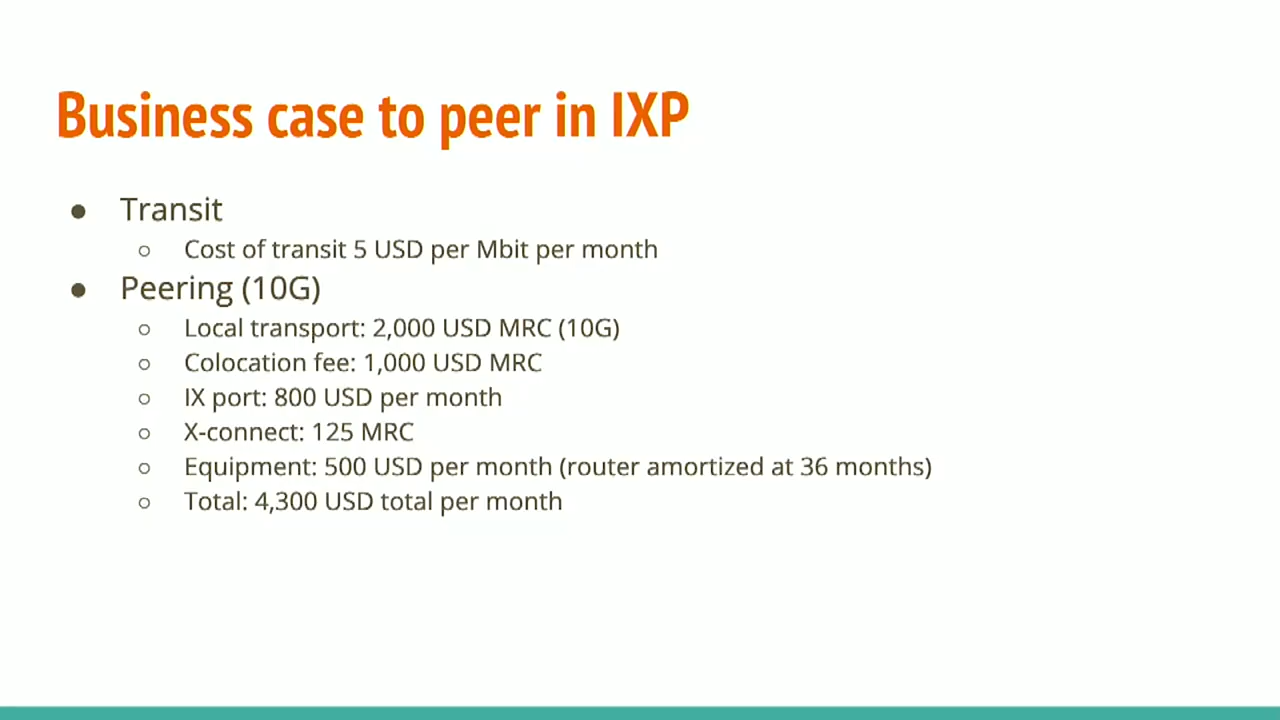 Business case to peer in IXP
● Transit
○ Cost of transit 5 USD per Mbit per month
● Peering (10G)
○ Local transport: 2,000 USD MRC (10G)
○ Colocation fee: 1,000 USD MRC
○ IX port: 800 USD per month
○ X-connect: 125 MRC
○ Equipment: 500 USD per month (router amortized at 36 months)
○ Total: 4,300 USD total per month